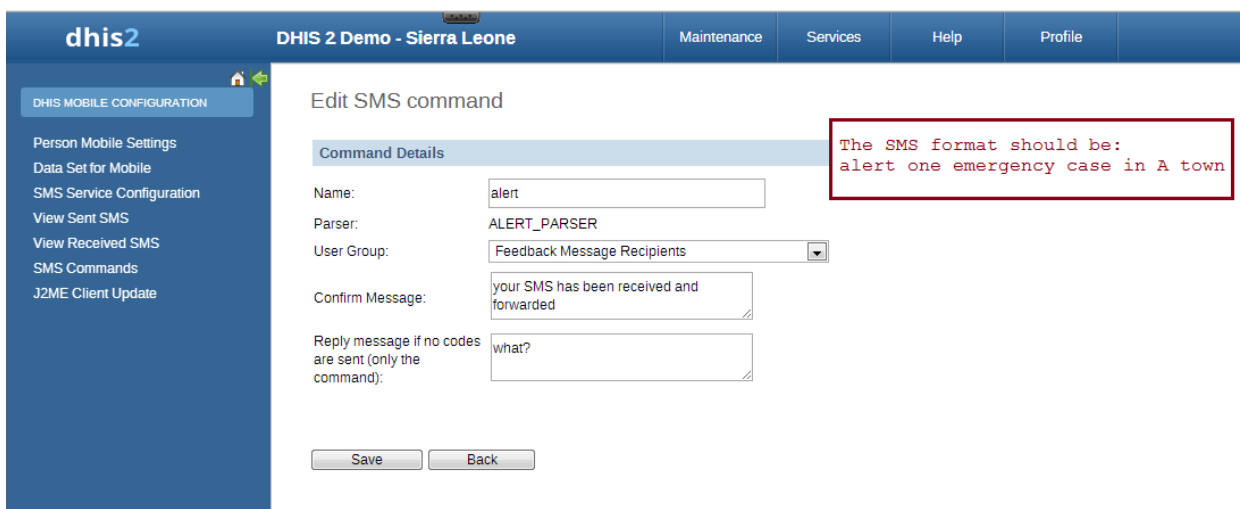 dhis2
DHIS 2 Demo - Sierra Leone
Maintenance
Services
Help
Profile
DHIS MOBILE CONFIGURATION
Person Mobile Settings
Data Set for Mobile
SMS Service Configuration
View Sent SMS
View Received SMS
SMS Commands
J2ME Client Update
Edit SMS command
Command Details
Name:
alert
Parser:
ALERT_PARSER
User Group:
Feedback Message Recipients
Confirm Message:
your SMS has been received and
forwarded
Reply message if no codes
are sent (only the
command):
what?
Save
Back
The SMS format should be:
alert one emergency case in A town